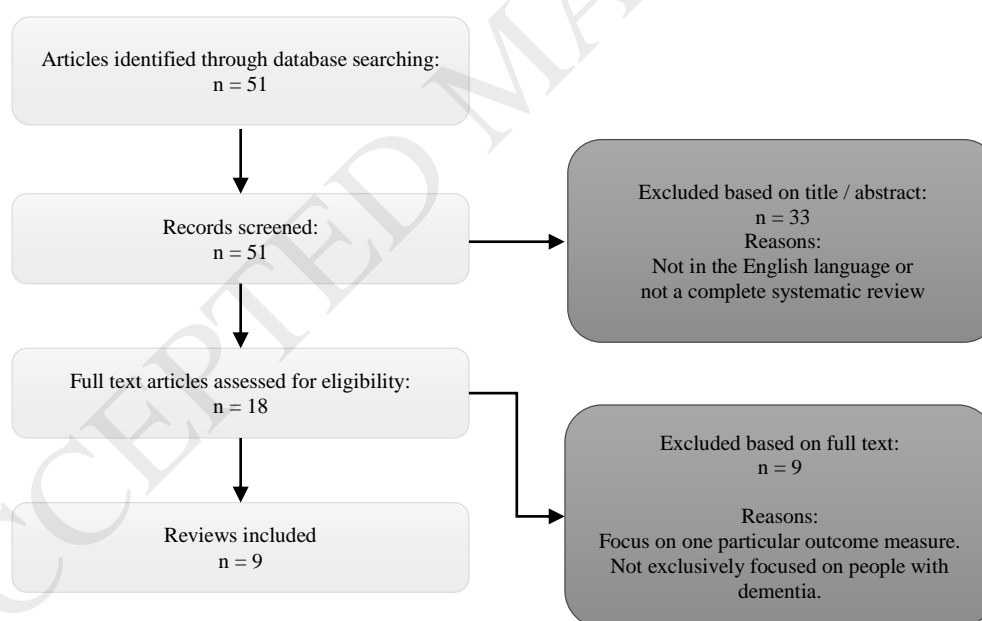 Articles identified through database searching:
n = 51
Records screened:
n = 51
Excluded based on title / abstract:
n = 33
Reasons:
Not in the English language or
not a complete systematic review
Full text articles assessed for eligibility:
n = 18
Excluded based on full text:
n = 9
Reasons:
Focus on one particular outcome measure.
Not exclusively focused on people with
dementia.
Reviews included
n = 9
CCEPTED MA